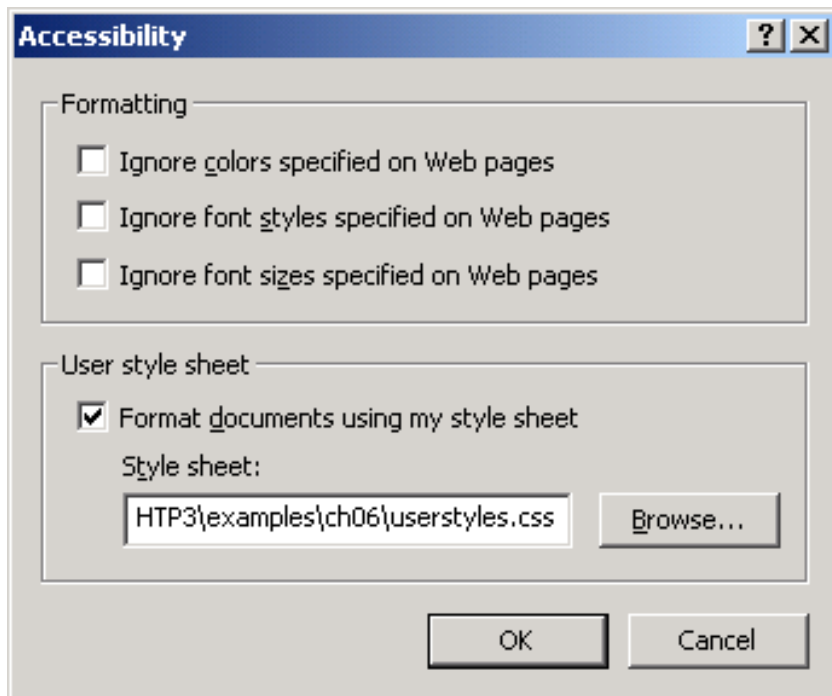 Accessibility
Formatting
Ignore colors specified on Web pages
Ignore font styles specified on Web pages
Ignore font sizes specified on Web pages
User style sheet
Format documents using my style sheet
Style sheet:
HTP3\examples\ch06\userstyles.css
Browse...
OK
Cancel